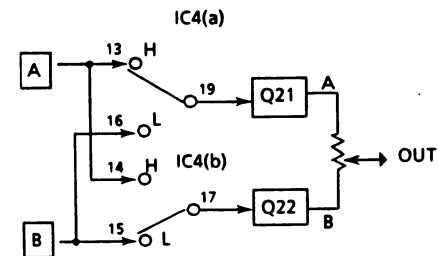 IC4(a)
13 H
A
19
Q21
A
16 L
OUT
14 H
IC4(b)
17
Q22
B
15 L
B